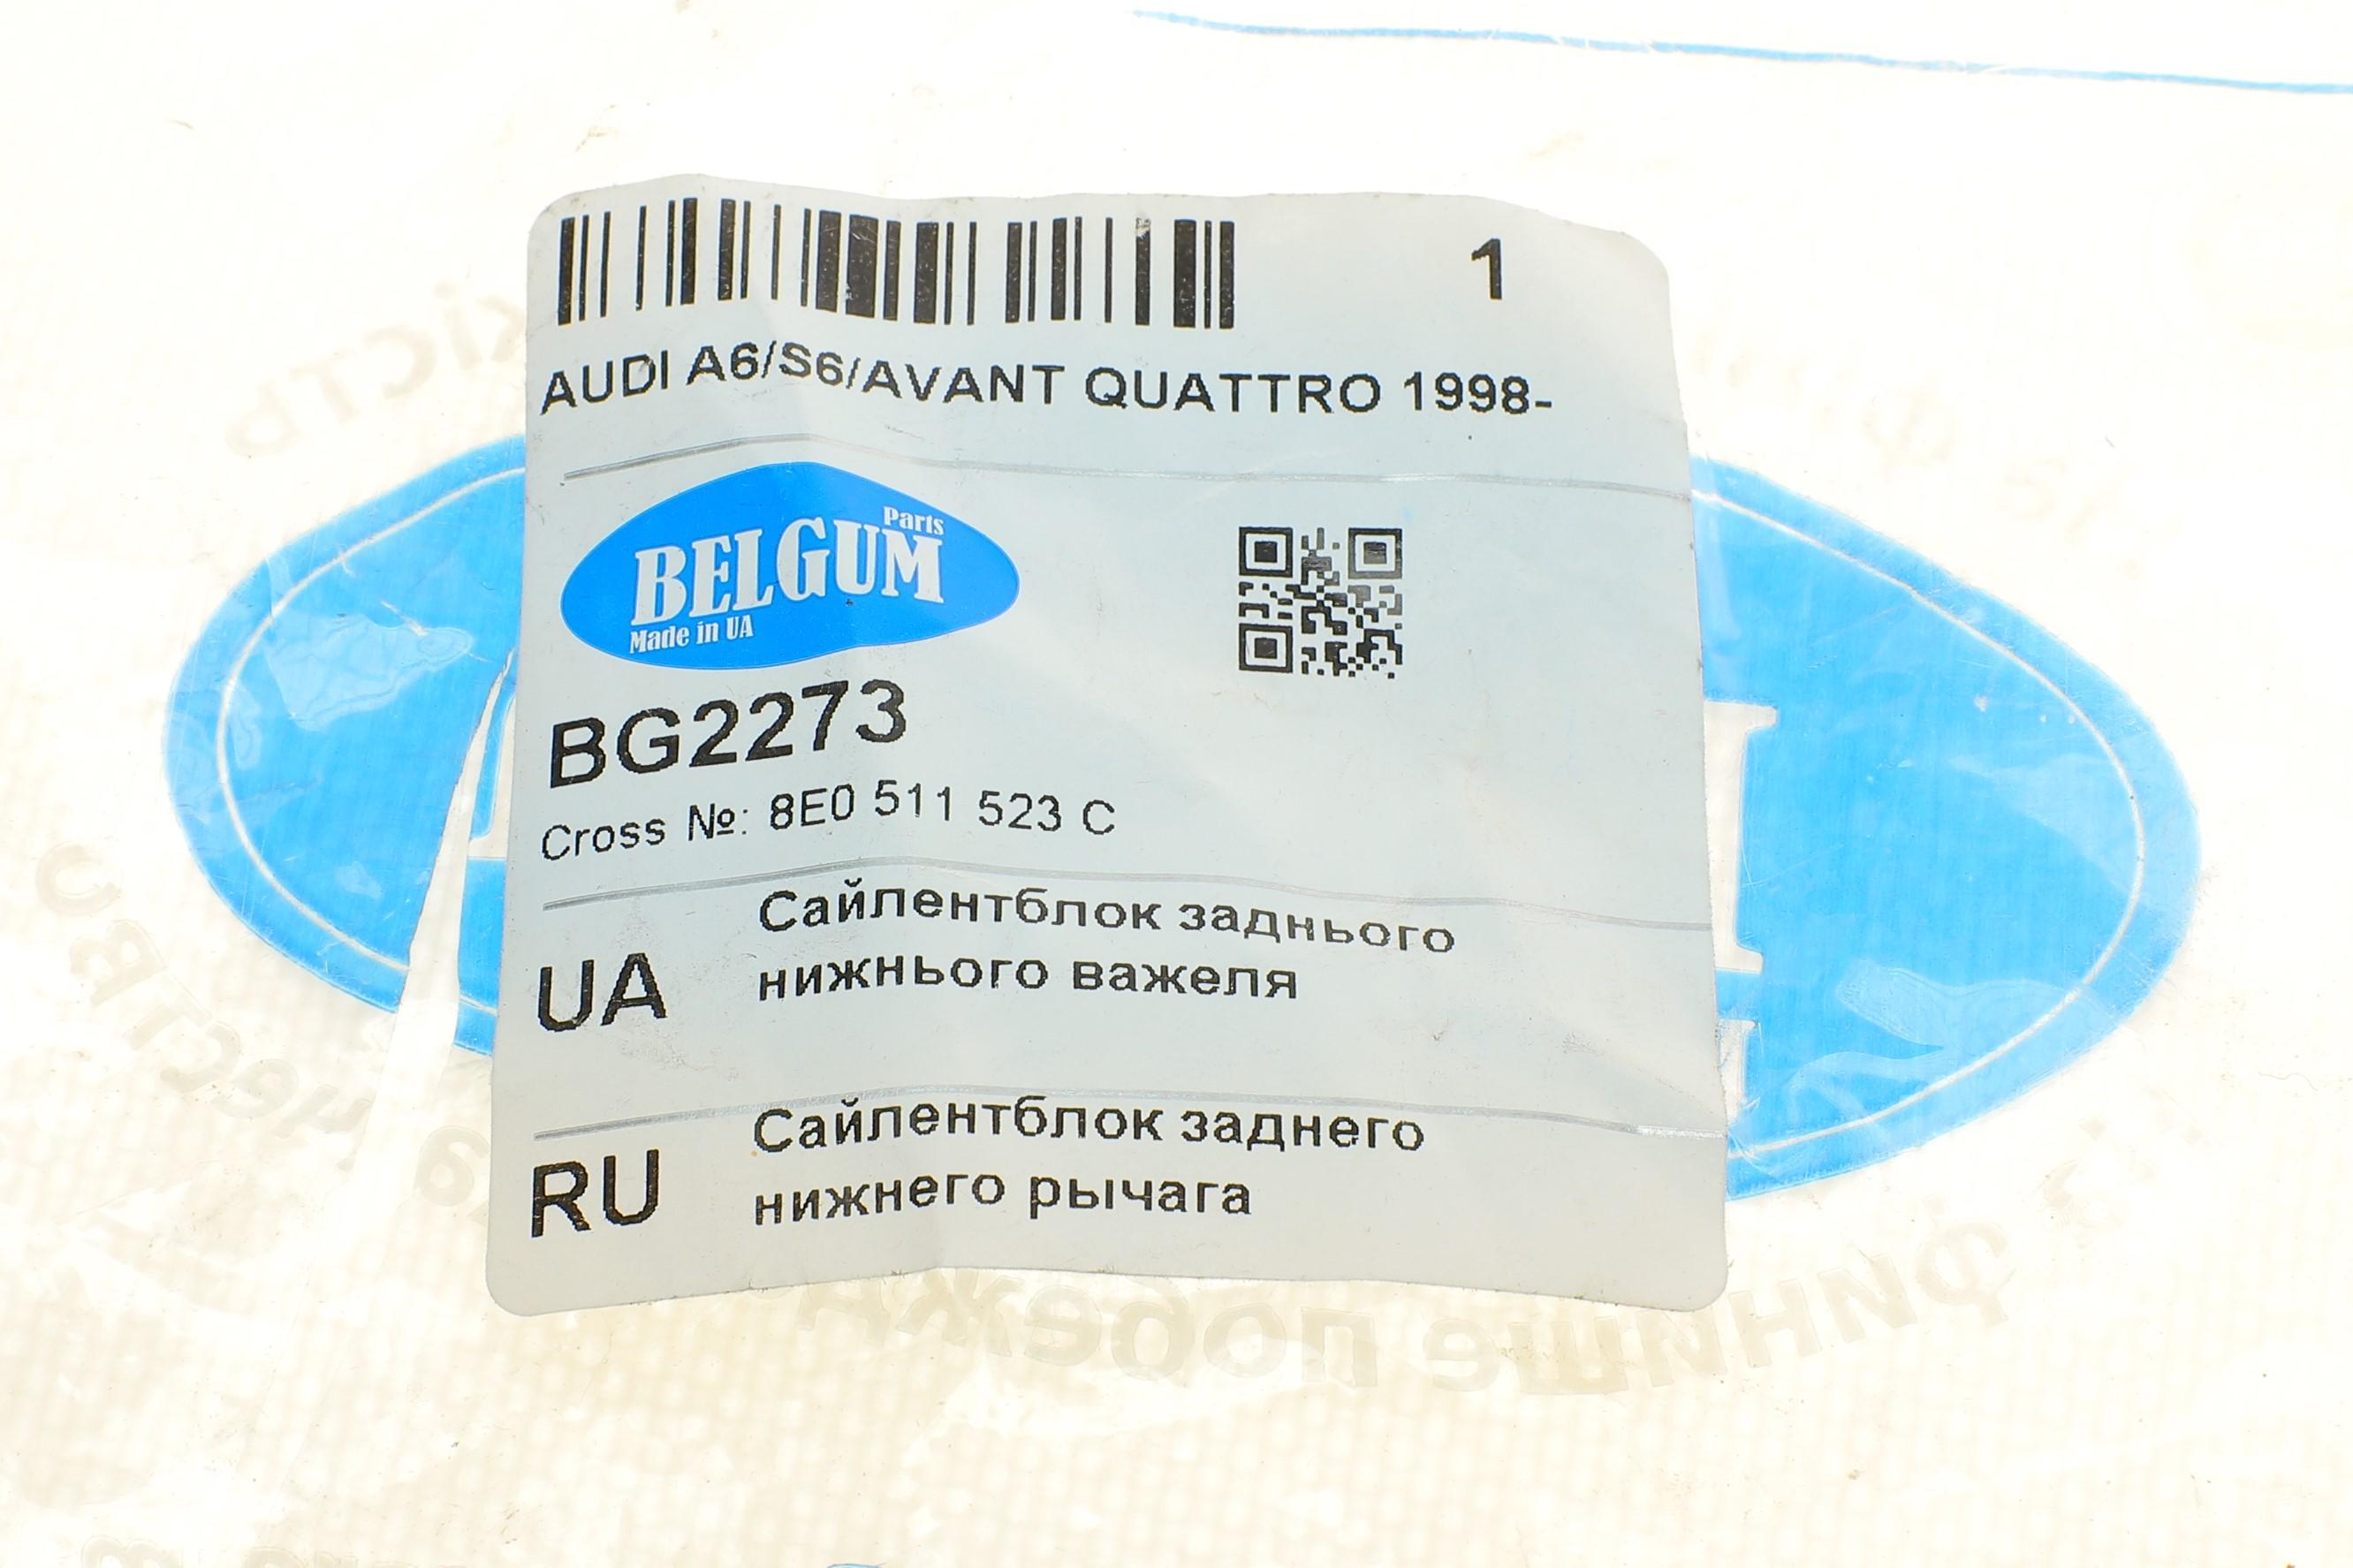 1
AUDI A6/S6/AVANT QUATTRO 1998-
Parts
BELGUM
Made in UA
BG2273
Cross №: 8E0 511 523 C
UA
Сайлентблок заднього
нижнього важеля
RU
Сайлентблок заднего
нижнего рычага